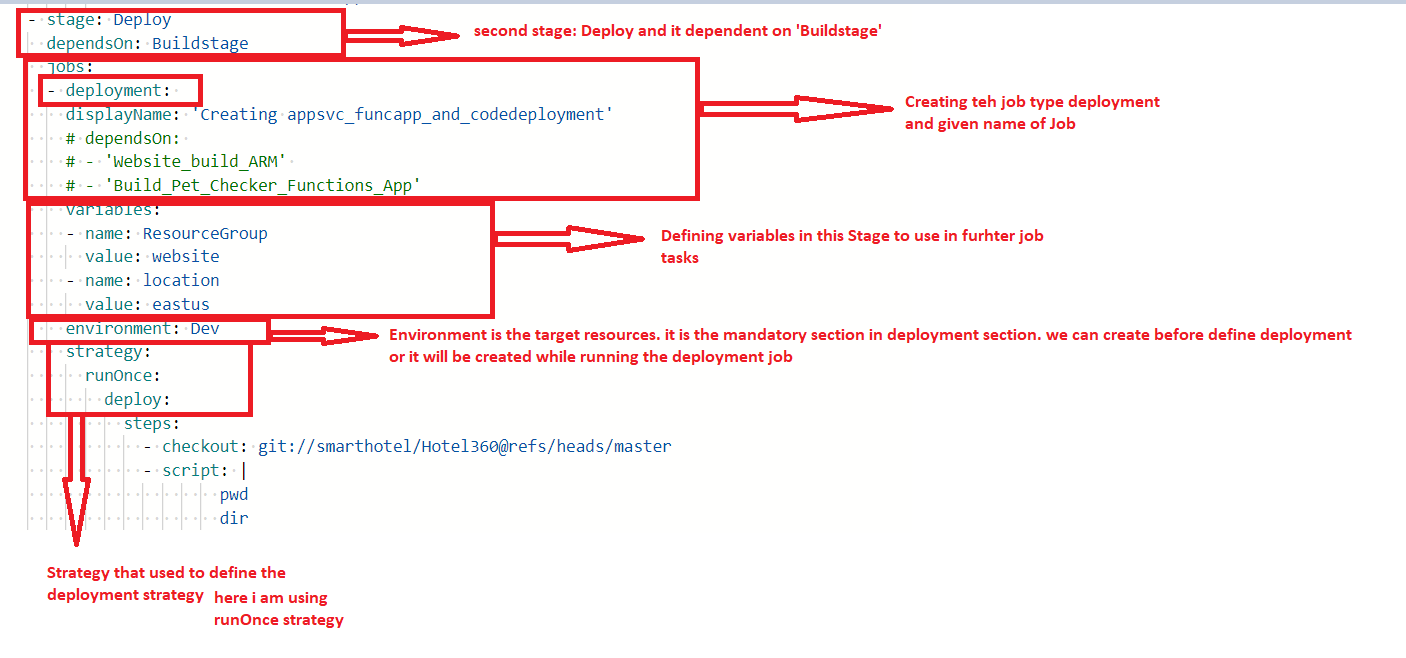 - stage: Deploy
dependsOn: Buildstage
second stage: Deploy and it dependent on 'Buildstage'
jobs:
- deployment:
displayName: 'Creating appsvc_funcapp_and_codedeployment'
# dependsOn:
# - 'Website_build_ARM'
# - 'Build_Pet_Checker_Functions_App'
Creating teh job type deployment
and given name of Job
variables:
- name: ResourceGroup
value: website
- name: location
value: eastus
Defining variables in this Stage to use in furhter job
tasks
environment: Dev
Environment is the target resources. it is the mandatory section in deployment section. we can create before define deployment
or it will be created while running the deployment job
strategy:
runOnce:
deploy:
steps:
- checkout: git://smarthotel/Hotel360@refs/heads/master
- script: |
pwd
dir
Strategy that used to define the
deployment strategy
here i am using
runOnce strategy